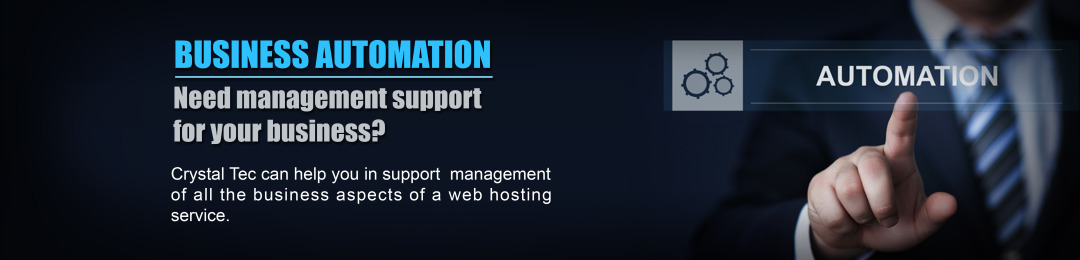 BUSINESS AUTOMATION
Need management support
for your business?
Crystal Tec can help you in support management
of all the business aspects of a web hosting
service.
AUTOMATION